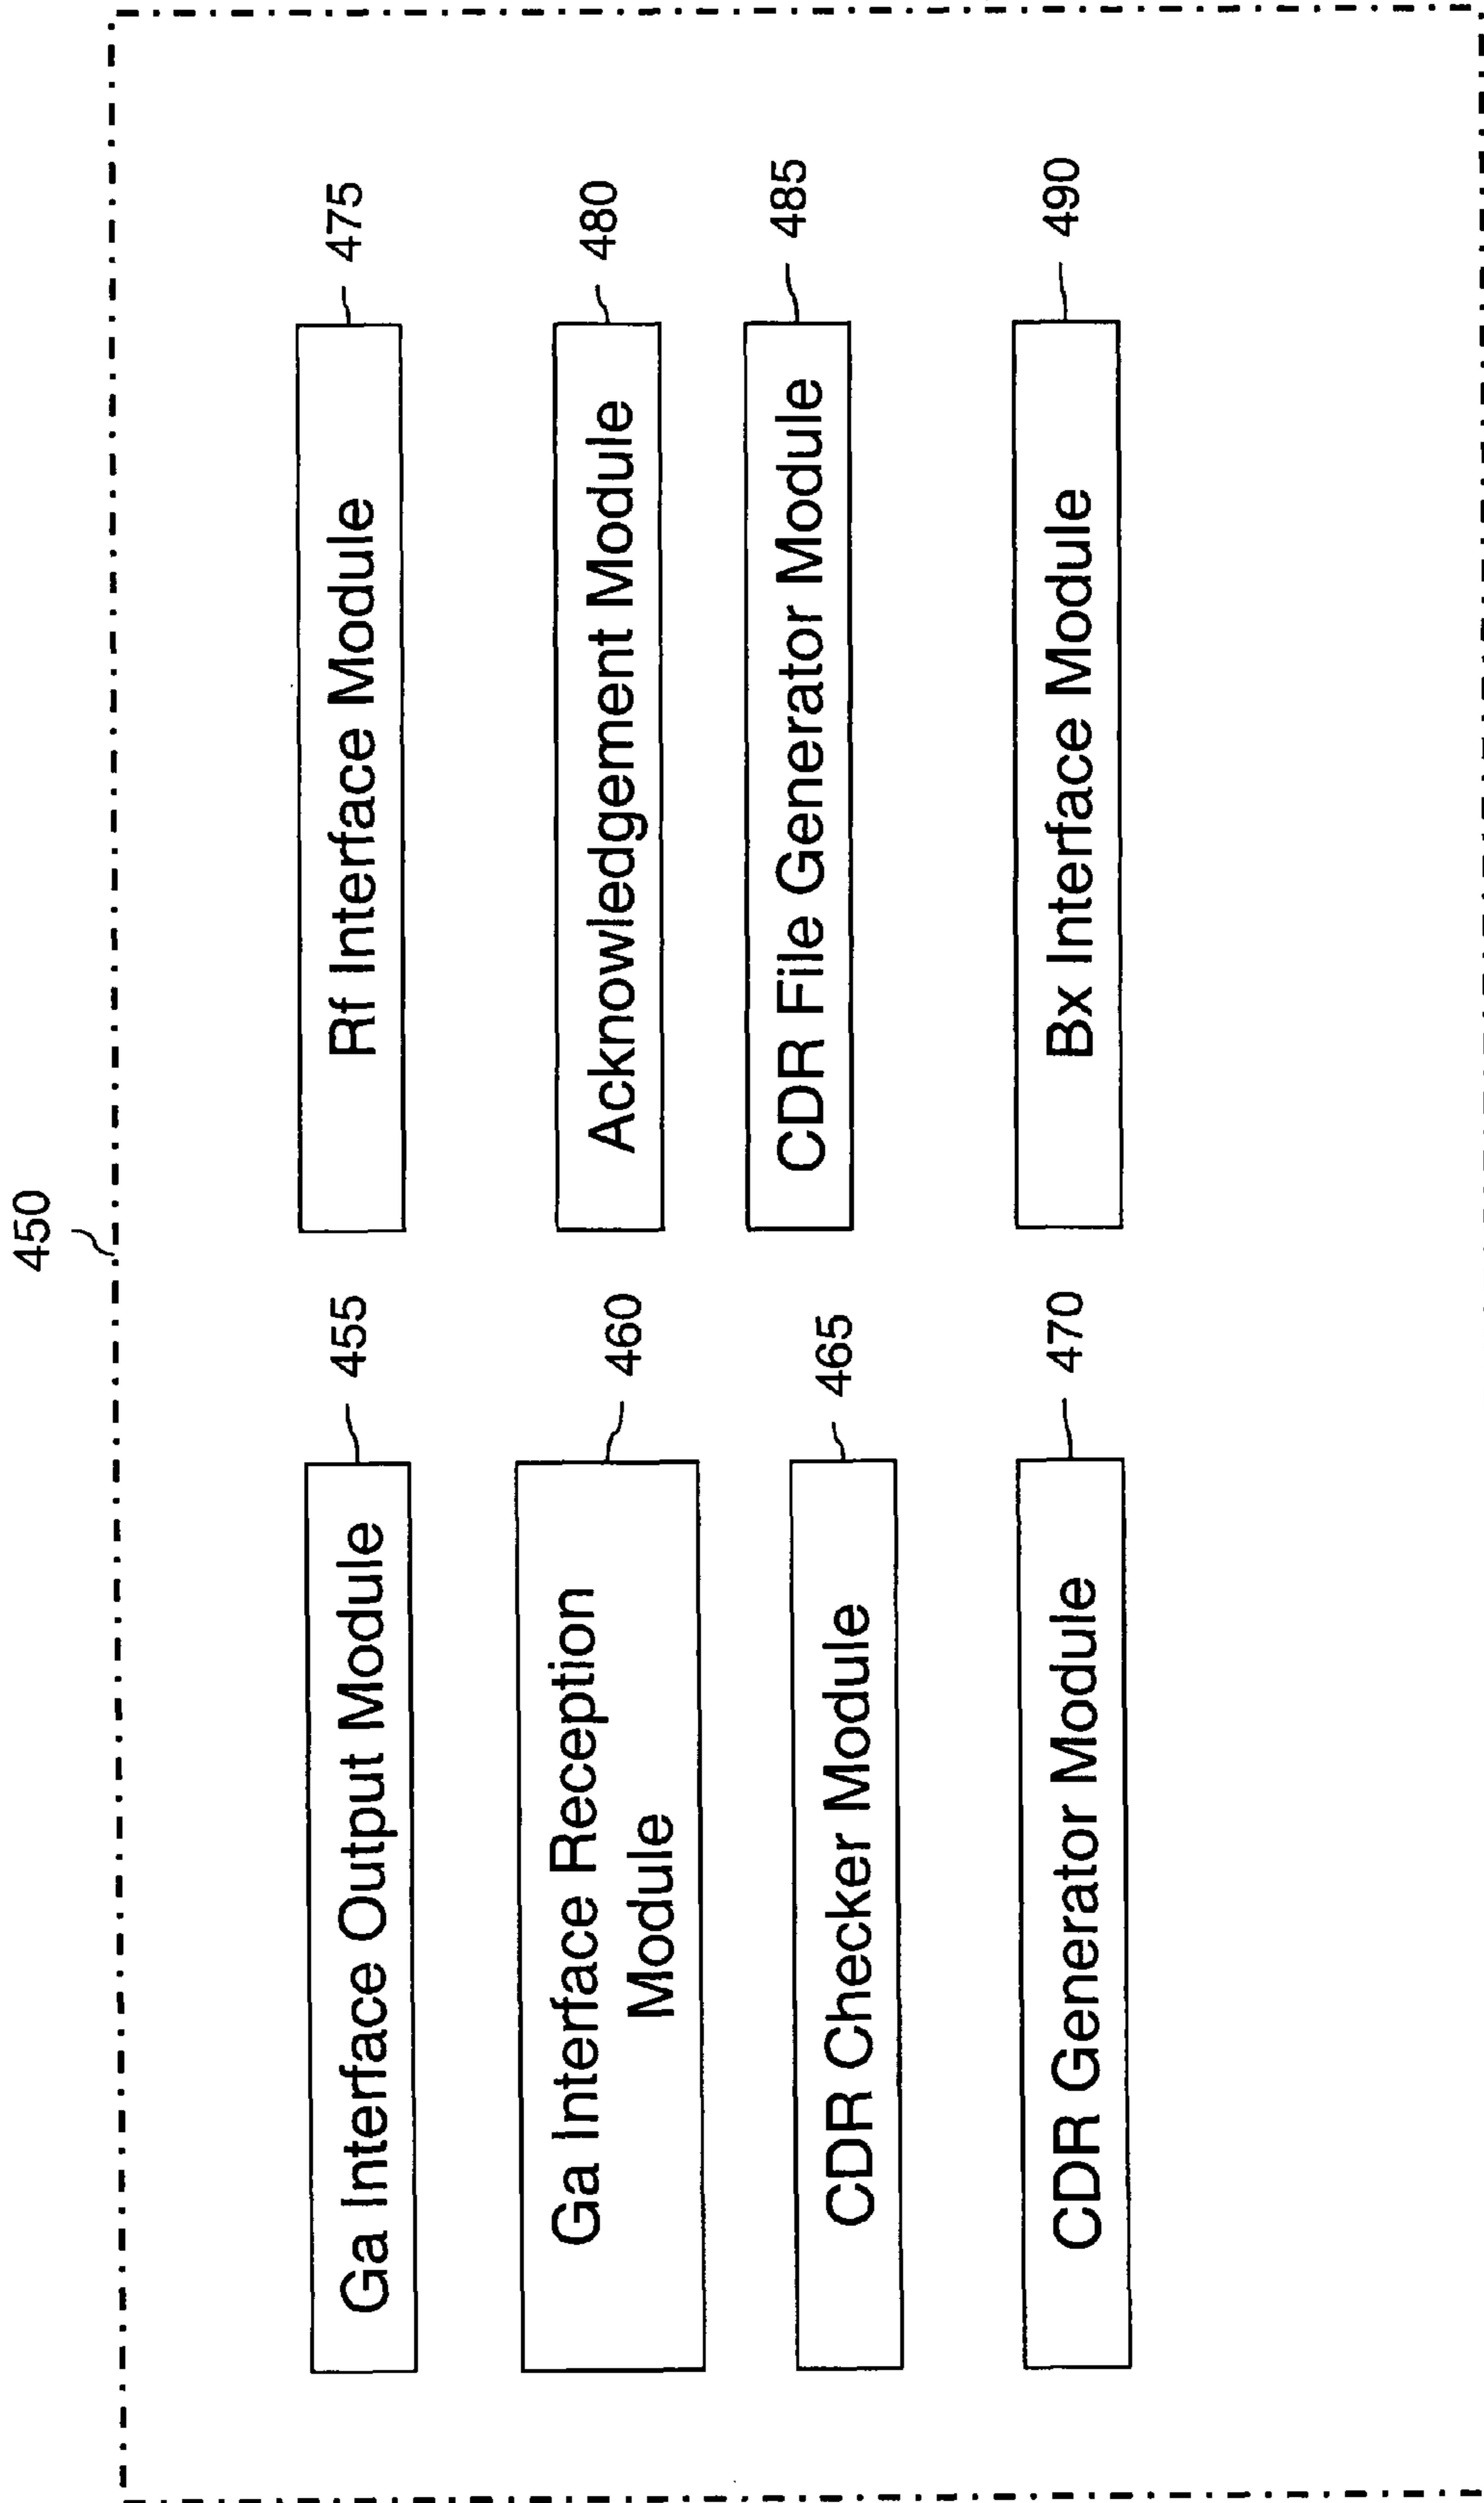 450
Ga Interface Output Module
455
Ga Interface Reception
Module
460
CDR Checker Module
465
CDR Generator Module
470
Rf Interface Module
475
Acknowledgement Module
480
CDR File Generator Module
485
Bx Interface Module
490